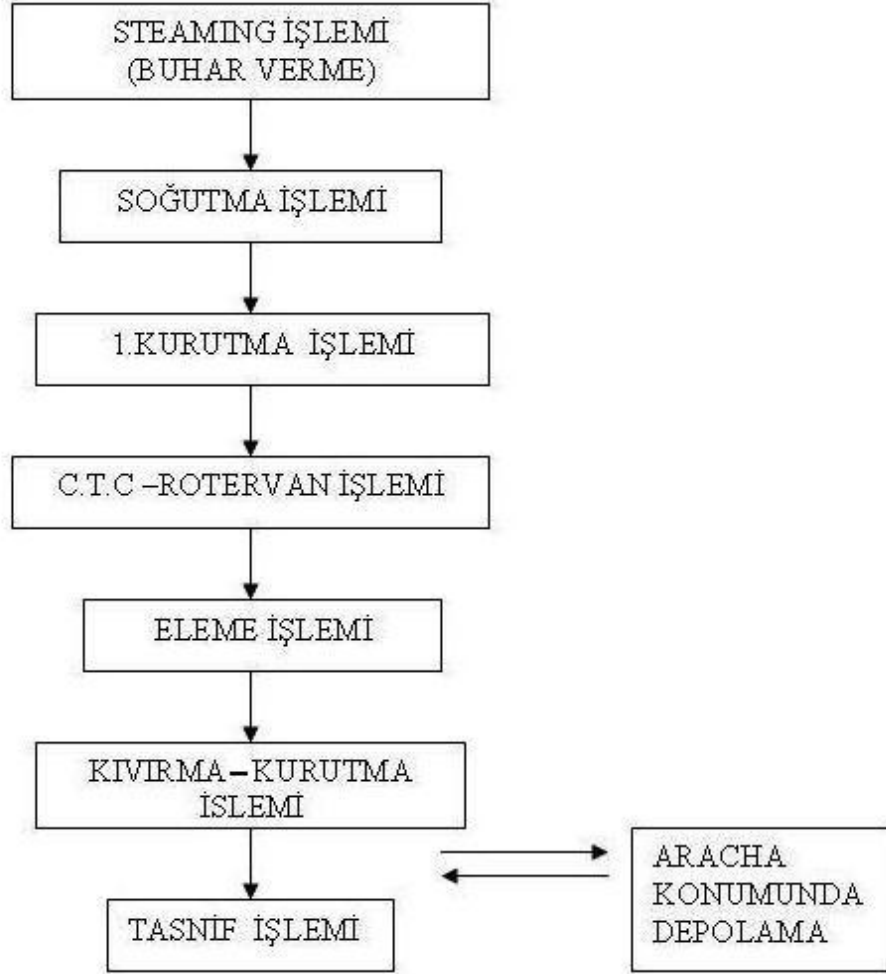 STEAMING İŞLEMİ
(BUHAR VERME)
SOĞUTMA İŞLEMİ
1.KURUTMA İŞLEMİ
C.T.C –ROTERVAN İŞLEMİ
ELEME İŞLEMİ
KIVIRMA – KURUTMA
İSLEMİ
TASNİF İŞLEMİ
ARACHA
KONUMUNDA
DEPOLAMA